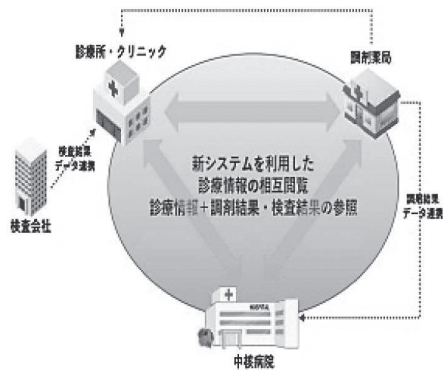 診療所・クリニック
調剤薬局
検査結果
データ連携
検査会社
新システムを利用した
診療情報の相互閲覧
診療情報+調剤結果・検査結果の参照
調剤結果
データ連携
HOSPITAL
中核病院